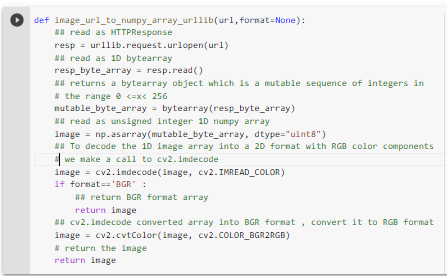 def image_url_to_numpy_array_urllib(url,format=None):
## read as HTTPResponse
resp = urllib.request.urlopen(url)
## read as 1D bytearray
resp_byte_array = resp.read()
## returns a bytearray object which is a mutable sequence of integers in
# the range 0 <=x< 256
mutable_byte_array = bytearray(resp_byte_array)
## read as unsigned integer 1D numpy array
image = np.asarray(mutable_byte_array, dtype="uint8")
## To decode the 1D image array into a 2D format with RGB color components
# we make a call to cv2.imdecode
image = cv2.imdecode(image, cv2.IMREAD_COLOR)
if format=='BGR' :
## return BGR format array
return image
## cv2.imdecode converted array into BGR format , convert it to RGB format
image = cv2.cvtColor(image, cv2.COLOR_BGR2RGB)
# return the image
return image